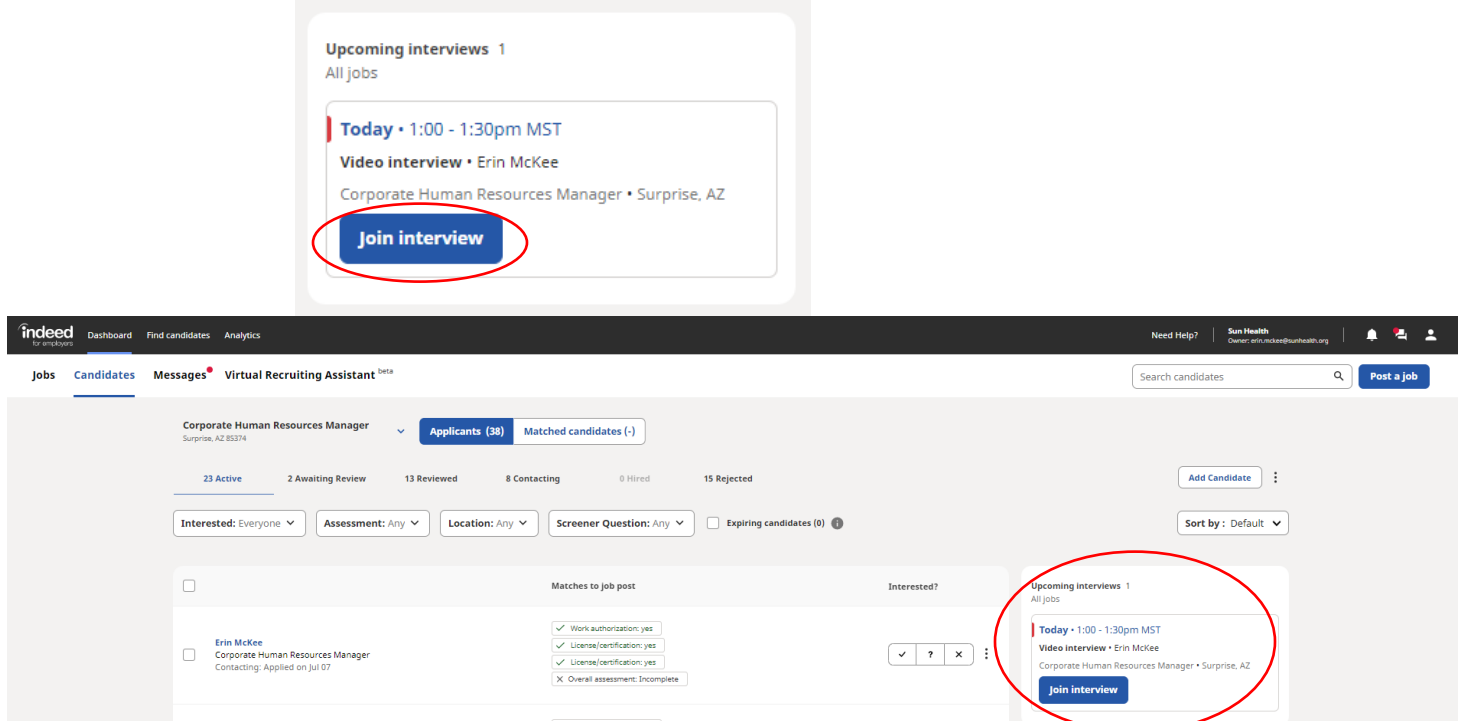 Upcoming interviews 1
All jobs
Today • 1:00 - 1:30pm MST
Video interview • Erin McKee
Corporate Human Resources Manager • Surprise, AZ
Join interview
indeed
for employers
Dashboard Find candidates Analytics
Need Help?
Sun Health
Owner: erin.mckee@sunhealth.org
Jobs Candidates Messages Virtual Recruiting Assistant beta
Search candidates
Post a job
Corporate Human Resources Manager
Surprise, AZ 85374
Applicants (38) Matched candidates (-)
23 Active 2 Awaiting Review 13 Reviewed 8 Contacting 0 Hired 15 Rejected
Add Candidate
Interested: Everyone Assessment: Any Location: Any Screener Question: Any Expiring candidates (0)
Sort by : Default
Matches to job post Interested?
Erin McKee
Corporate Human Resources Manager
Contacting: Applied on Jul 07
Work authorization: yes
License/certification: yes
License/certification: yes
Overall assessment: Incomplete
?
Upcoming interviews 1
All jobs
Today • 1:00 - 1:30pm MST
Video interview • Erin McKee
Corporate Human Resources Manager • Surprise, AZ
Join interview